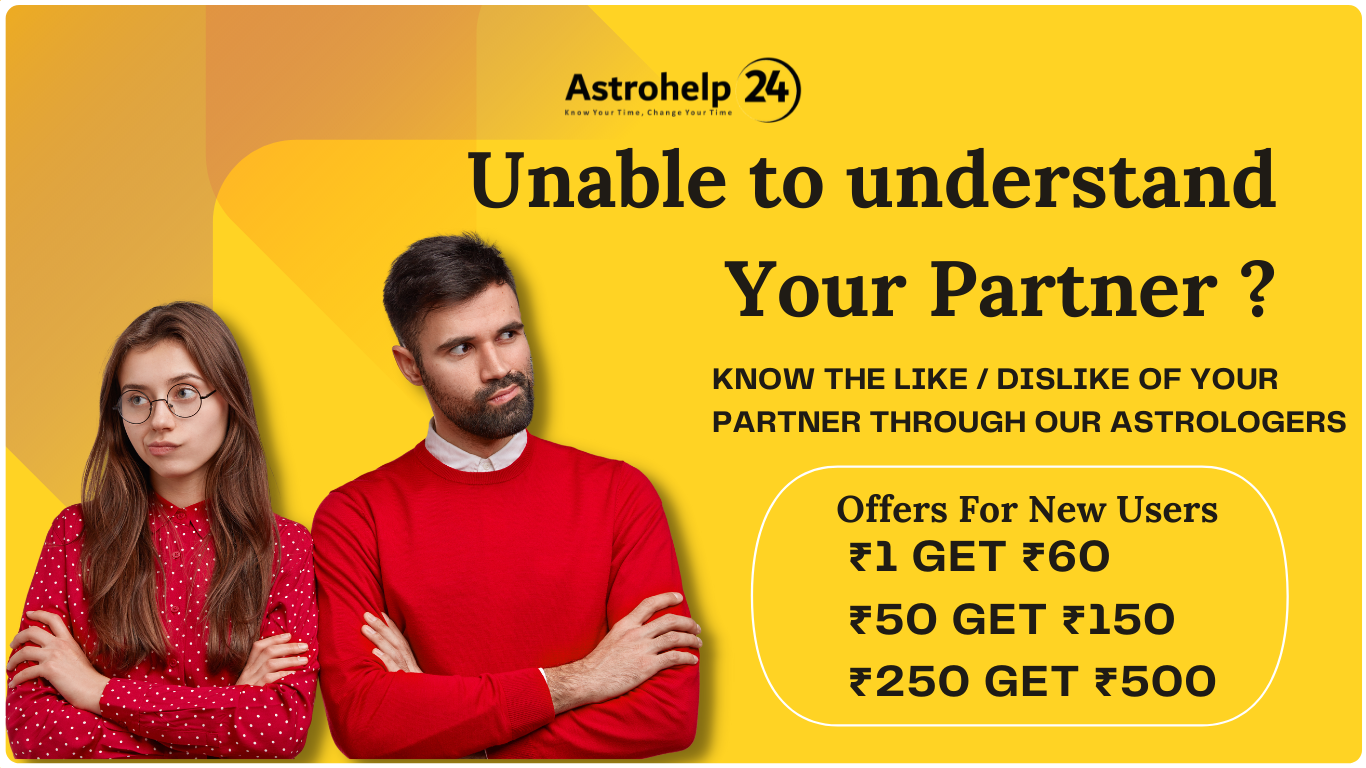 Astrohelp 24
Know Your Time, Change Your Time
Unable to understand
Your Partner ?
KNOW THE LIKE / DISLIKE OF YOUR
PARTNER THROUGH OUR ASTROLOGERS
Offers For New Users
₹1 GET ₹60
₹50 GET ₹150
₹250 GET ₹500